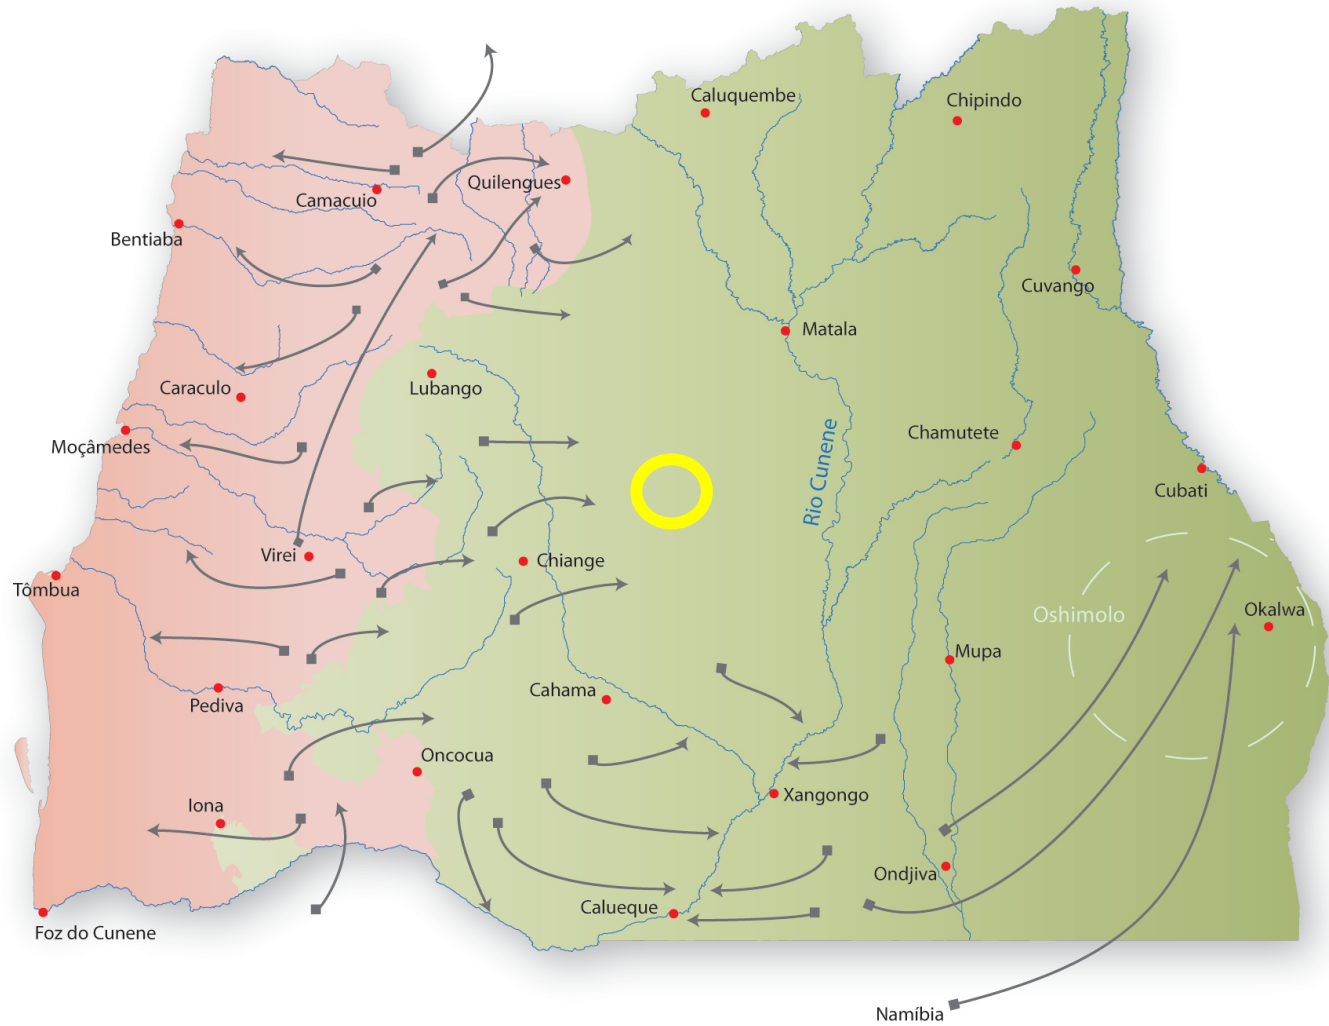 Caluquembe
Chipindo
Quilengues
Camacuio
Bentiaba
Cuvango
Matala
Caraculo
Lubango
Moçâmedes
Chamutete
Rio Cunene
Cubati
Virei
Chiange
Tômbua
Oshimolo
Okalwa
Mupa
Cahama
Pediva
Oncocua
Iona
Xangongo
Ondjiva
Calueque
Foz do Cunene
Namíbia